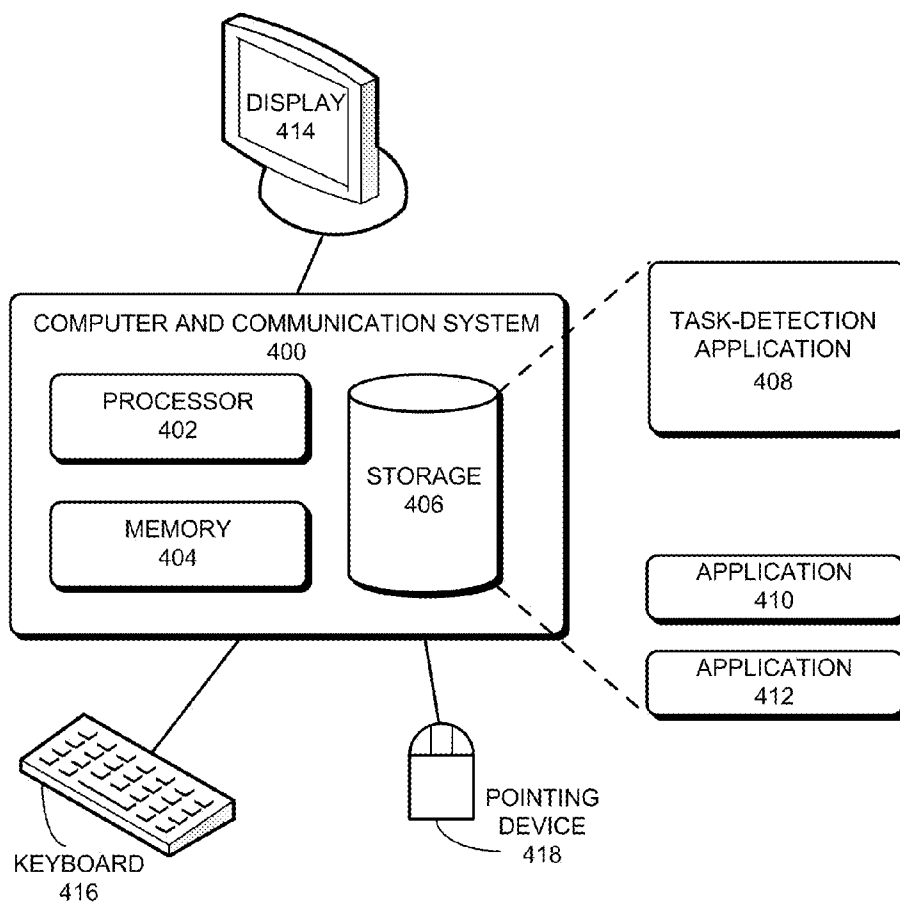 DISPLAY
414
COMPUTER AND COMMUNICATION SYSTEM
400
PROCESSOR
402
MEMORY
404
STORAGE
406
TASK-DETECTION
APPLICATION
408
APPLICATION
410
APPLICATION
412
KEYBOARD
416
POINTING
DEVICE
418